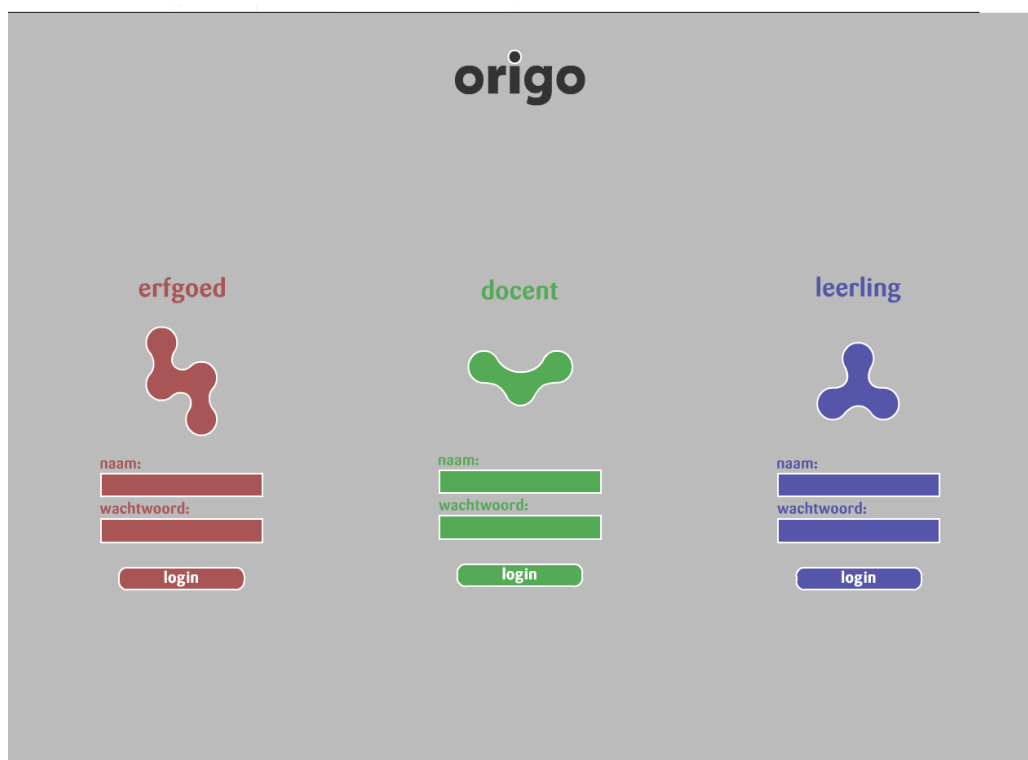 origo
erfgoed
naam:
wachtwoord:
login
docent
naam:
wachtwoord:
login
leerling
naam:
wachtwoord:
login